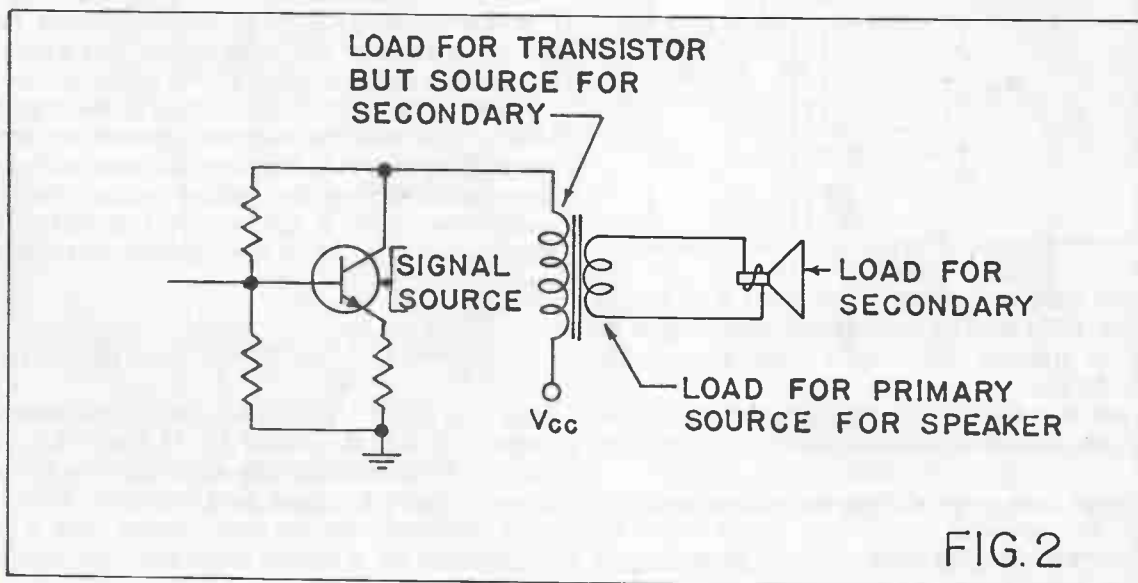 LOAD FOR TRANSISTOR
BUT SOURCE FOR
SECONDARY
SIGNAL
SOURCE
LOAD FOR
SECONDARY
LOAD FOR PRIMARY
SOURCE FOR SPEAKER
VCC
FIG.2